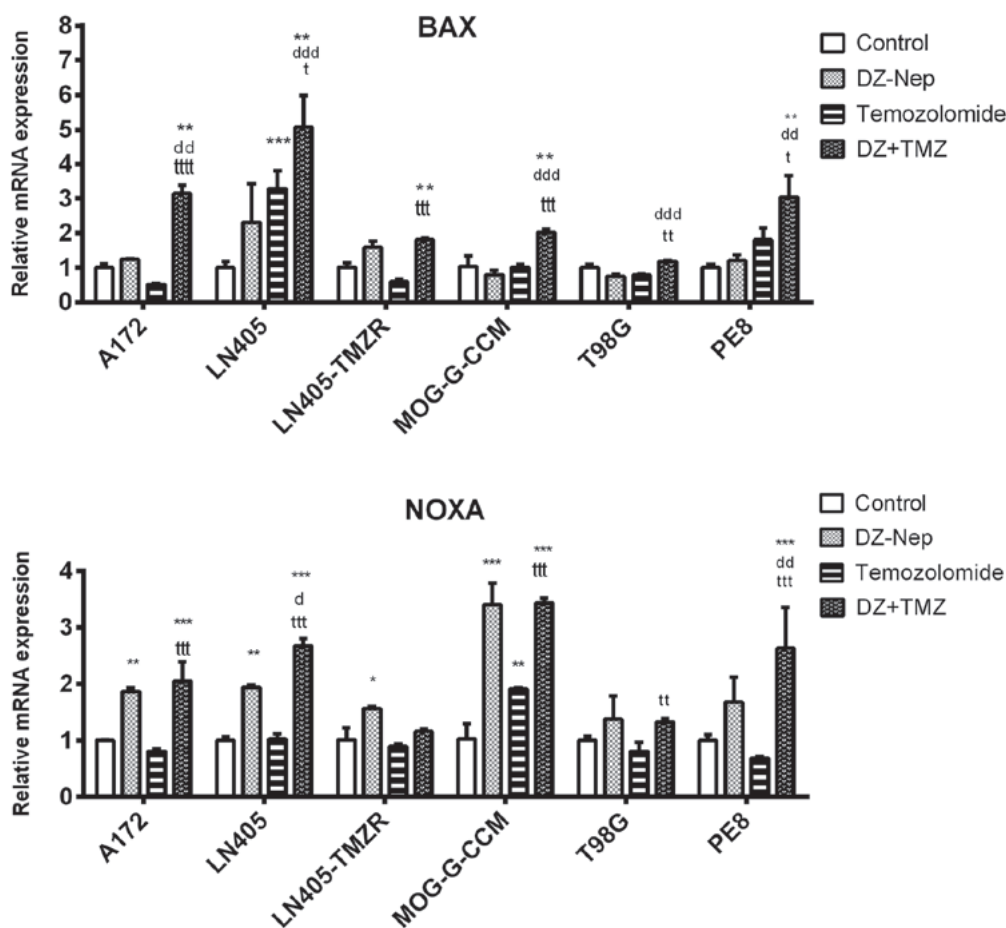 BAX
Relative mRNA expression
8
7
6
5
4
3
2
1
0
**
dd
tttt
***
**
ddd
t
**
ttt
**
ddd
ttt
ddd
tt
**
dd
t
Control
DZ-Nep
Temozolomide
DZ+TMZ
A172
LN405
LN405-TMZR
MOG-G-CCM
T98G
PE8
NOXA
Relative mRNA expression
4
3
2
1
0
**
***
ttt
**
***
d
ttt
*
***
**
***
ttt
tt
***
dd
ttt
Control
DZ-Nep
Temozolomide
DZ+TMZ
A172
LN405
LN405-TMZR
MOG-G-CCM
T98G
PE8